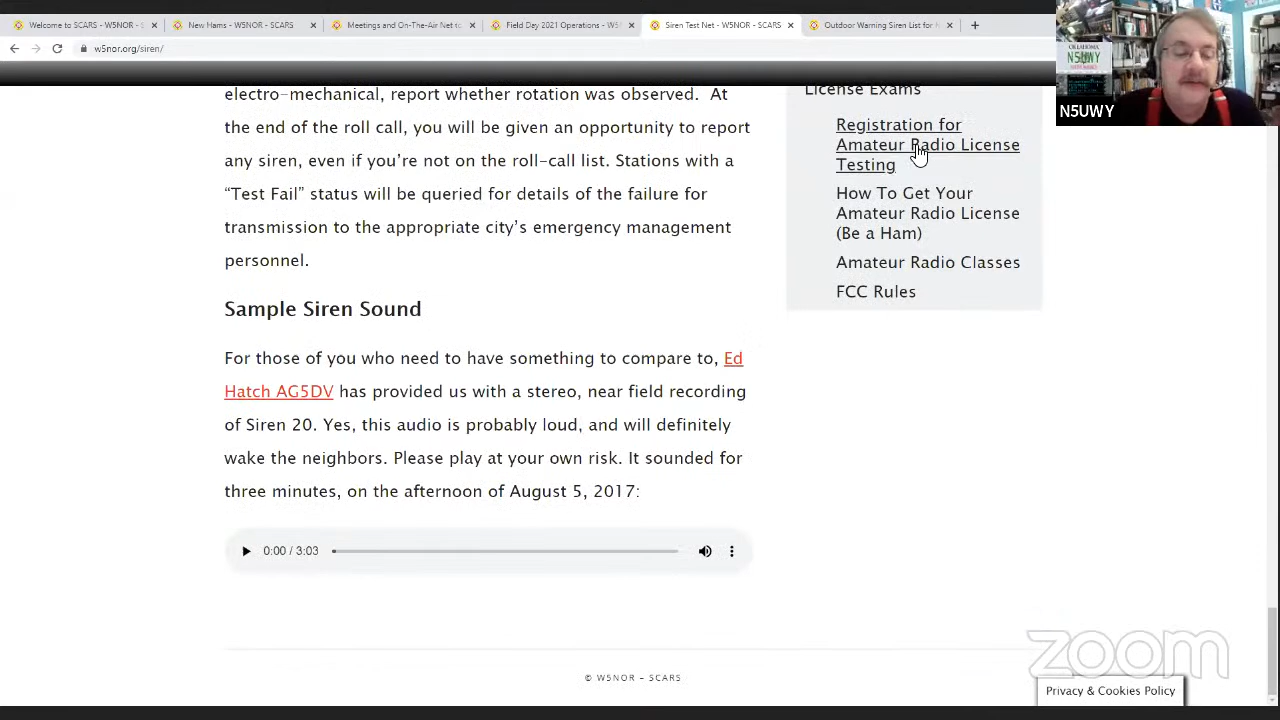 Welcome to SCARS - W5NOR - S
New Hams - W5NOR - SCARS
Meetings and On-The-Air Net to
Field Day 2021 Operations - W5
Siren Test Net - W5NOR - SCARS
Outdoor Warning Siren List for
w5nor.org/siren/
electro-mechanical, report whether rotation was observed.  At
the end of the roll call, you will be given an opportunity to report
any siren, even if you're not on the roll-call list. Stations with a
“Test Fail” status will be queried for details of the failure for
transmission to the appropriate city's emergency management
personnel.
Sample Siren Sound
For those of you who need to have something to compare to, Ed
Hatch AG5DV has provided us with a stereo, near field recording
of Siren 20. Yes, this audio is probably loud, and will definitely
wake the neighbors. Please play at your own risk. It sounded for
three minutes, on the afternoon of August 5, 2017:
0:00 / 3:03
License Exams
Registration for
Amateur Radio License
Testing
How To Get Your
Amateur Radio License
(Be a Ham)
Amateur Radio Classes
FCC Rules
OKLAHOMA
N5UWY
N5UWY
© W5NOR – SCARS
zoom
Privacy & Cookies Policy